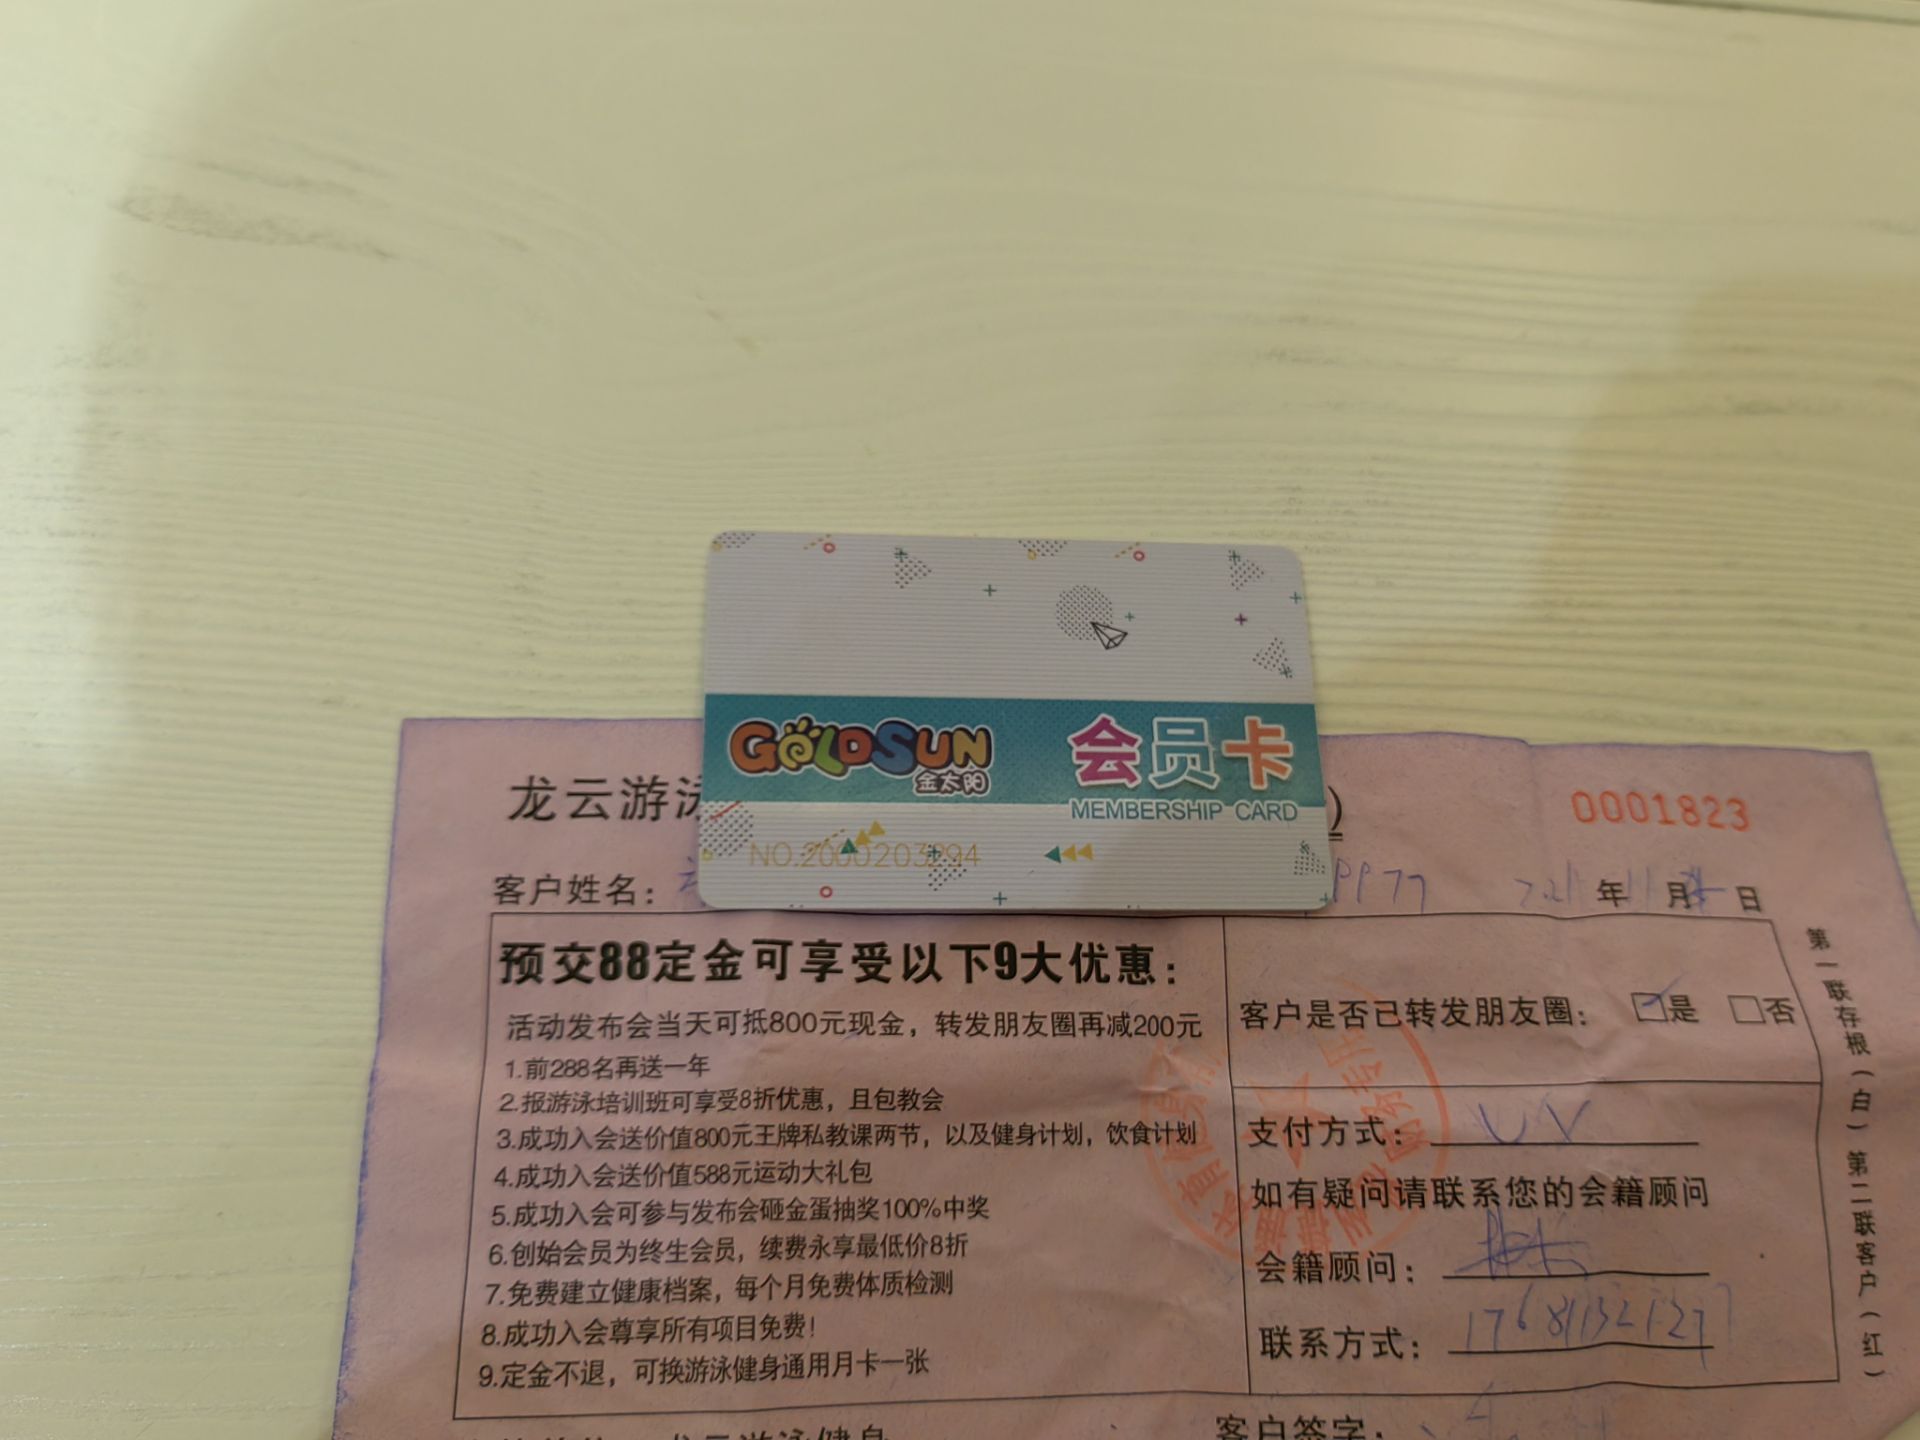 GOLDSUN 会员卡
金太阳
MEMBERSHIP CARD
NO.2000203294
龙云游泳
0001823
客户姓名：
年 月 日
预交88定金可享受以下9大优惠：
活动发布会当天可抵800元现金，转发朋友圈再减200元
1.前288名再送一年
2.报游泳培训班可享受8折优惠，且包教会
3.成功入会送价值800元王牌私教课两节，以及健身计划，饮食计划
4.成功入会送价值588元运动大礼包
5.成功入会可参与发布会砸金蛋抽奖100%中奖
6.创始会员为终生会员，续费永享最低价8折
7.免费建立健康档案，每个月免费体质检测
8.成功入会尊享所有项目免费！
9.定金不退，可换游泳健身通用月卡一张
客户是否已转发朋友圈： 是 否
支付方式：
如有疑问请联系您的会籍顾问
会籍顾问：
联系方式：
第一联存根（白）第二联客户（红）
龙云游泳健身
客户签字：